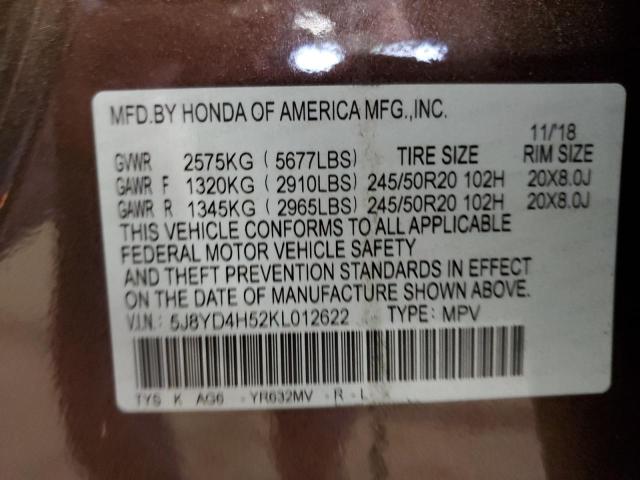 MFD.BY HONDA OF AMERICA MFG.,INC.
11/'18
GVWR 2575KG ( 5677LBS) TIRE SIZE RIM SIZE
GAWR F 1320KG ( 2910LBS) 245/50R20 102H 20X8.0J
GAWR R 1345KG ( 2965LBS) 245/50R20 102H 20X8.0J
THIS VEHICLE CONFORMS TO ALL APPLICABLE
FEDERAL MOTOR VEHICLE SAFETY
AND THEFT PREVENTION STANDARDS IN EFFECT
ON THE DATE OF MANUFACTURE SHOWN ABOVE.
V.I.N.: 5J8YD4H52KL012622 TYPE: MPV
TYS K AG6 -YR632MV -R -L